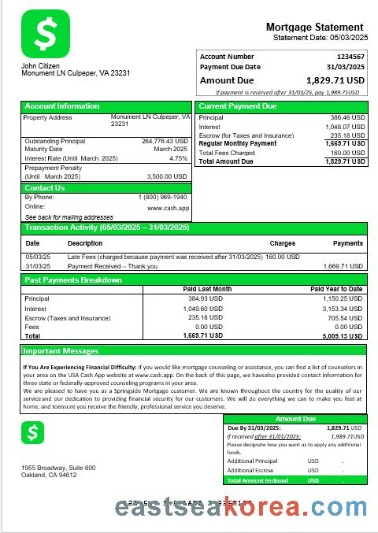 Mortgage Statement
Statement Date: 05/03/2025
John Citizen
Monument LN Culpeper, VA 23231
Account Number 1234567
Payment Due Date 31/03/2025
Amount Due 1,829.71 USD
if payment is received after 31/03/25, pay 1,989.71USD
Account Information
Property Address Monument LN Culpeper, VA
23231
Outstanding Principal 264,776.43 USD
Maturity Date March 2025
Interest Rate (Until March 2025) 4.75%
Prepayment Penalty
(Until March 2025) 3,500.00 USD
Contact Us
By Phone: 1 (800) 969-1940
Online: www.cash.app
See back for mailing addresses
Current Payment Due
Principal 386.46 USD
Interest 1,048.07 USD
Escrow (for Taxes and Insurance) 235.18 USD
Regular Monthly Payment 1,669.71 USD
Total Fees Charged 160.00 USD
Total Amount Due 1,829.71 USD
Transaction Activity (05/03/2025 – 31/03/2025)
Date Description Charges Payments
05/03/25 Late Fees (charged because payment was received after 31/03/2025) 160.00 USD
31/03/25 Payment Received – Thank you 1,669.71 USD
Past Payments Breakdown
Paid Last Month Paid Year to Date
Principal 384.93 USD 1,150.25 USD
Interest 1,049.60 USD 3,153.34 USD
Escrow (Taxes and Insurance) 235.18 USD 705.54 USD
Fees 0.00 USD 0.00 USD
Total 1,669.71 USD 5,009.13 USD
Important Messages
If You Are Experiencing Financial Difficulty: if you would like mortgage counseling or assistance, you can find a list of counselors in
your area on the USA Cash App website at www.cash.app. On the back of this page, we havealso provided contact information for
three state or federally-approved counseling programs in your area.
We are pleased to have you as a Springside Mortgage customer. We are known throughout the country for the quality of our
serviceand our dedication to providing financial security for our customers. We will do everything we can to make you feel at
home, and toensure you receive the friendly, professional service you deserve.
1955 Broadway, Suite 600
Oakland, CA 94612
Amount Due
Due By 31/03/2025: 1,829.71 USD
If received after 31/01/2025: 1,989.71USD
Please designate how you want us to apply any additional
funds.
Additional Principal USD .
Additional Escrow USD .
Total Amount Enclosed USD .
eastseakorea.com